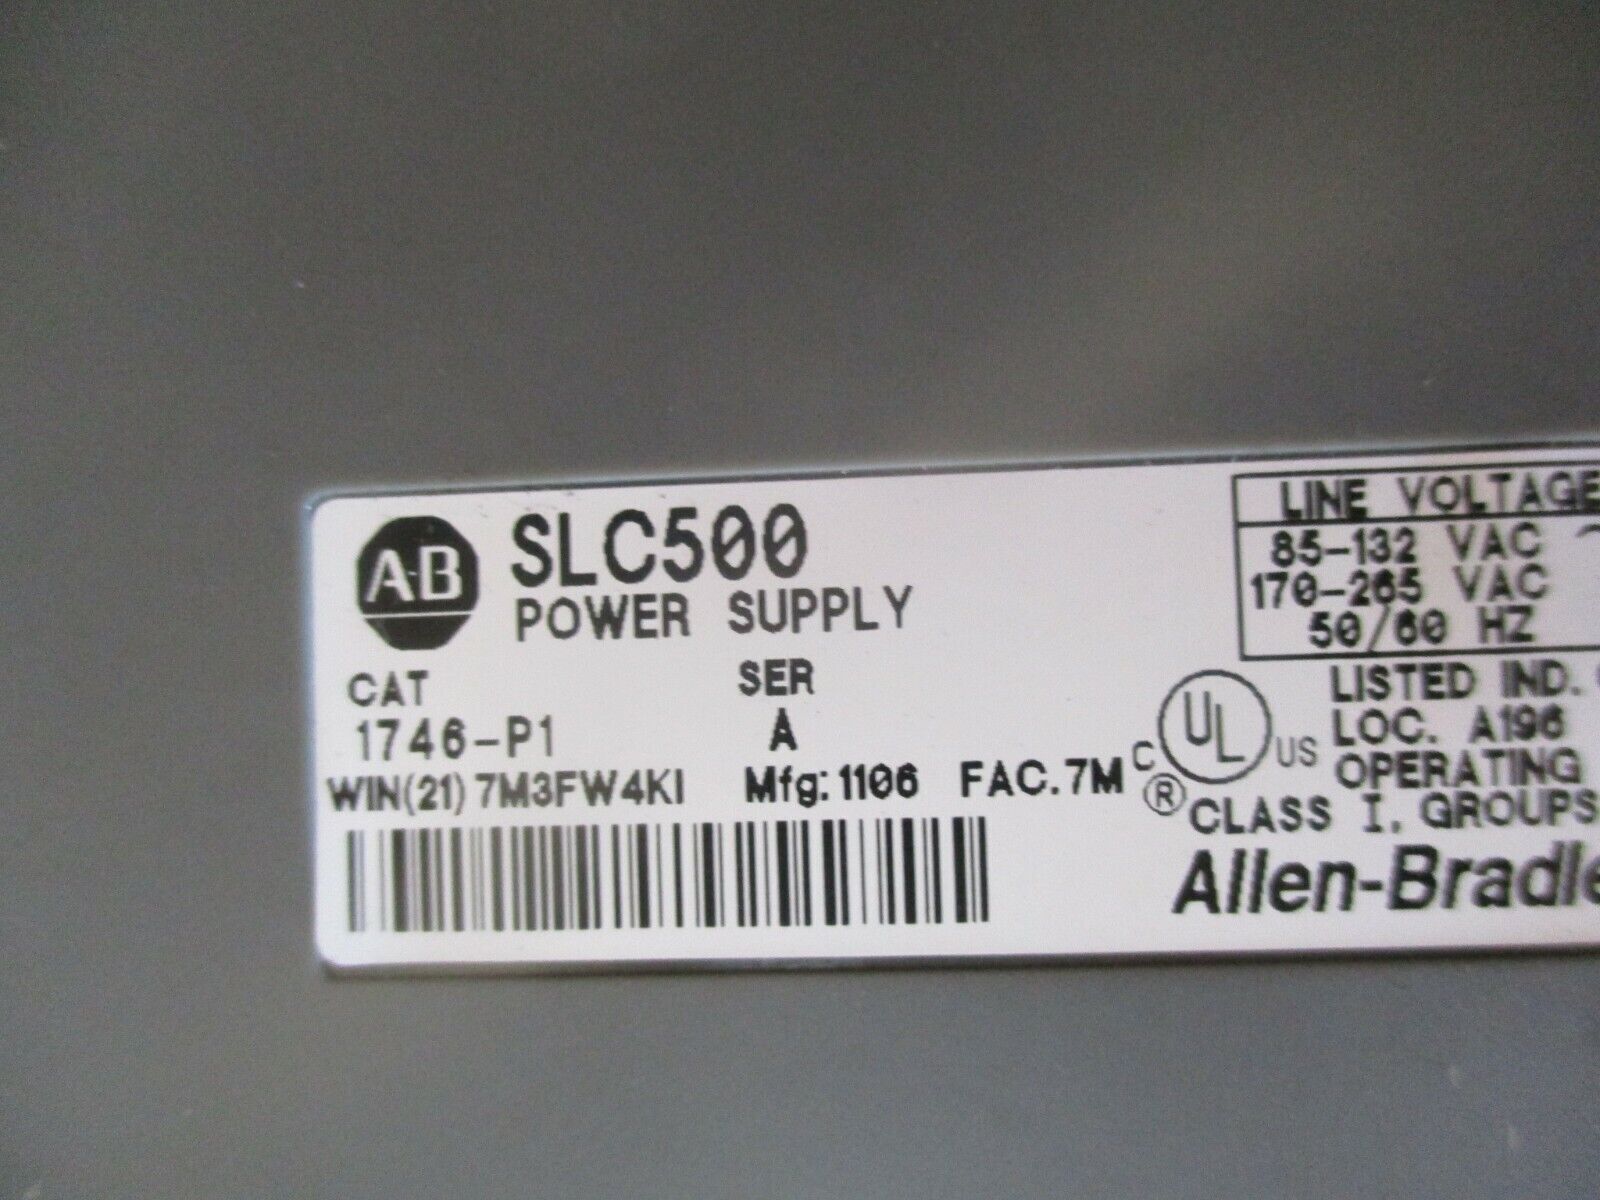 A-B
SLC500
POWER SUPPLY
CAT
1746-P1
SER
A
WIN(21) 7M3FW4KI Mfg: 1106 FAC. 7M
LINE VOLTAGE
85-132 VAC
170-265 VAC
50/60 HZ
C UL US ®
LISTED IND.
LOC. A196
OPERATING
CLASS I, GROUPS
Allen-Bradle